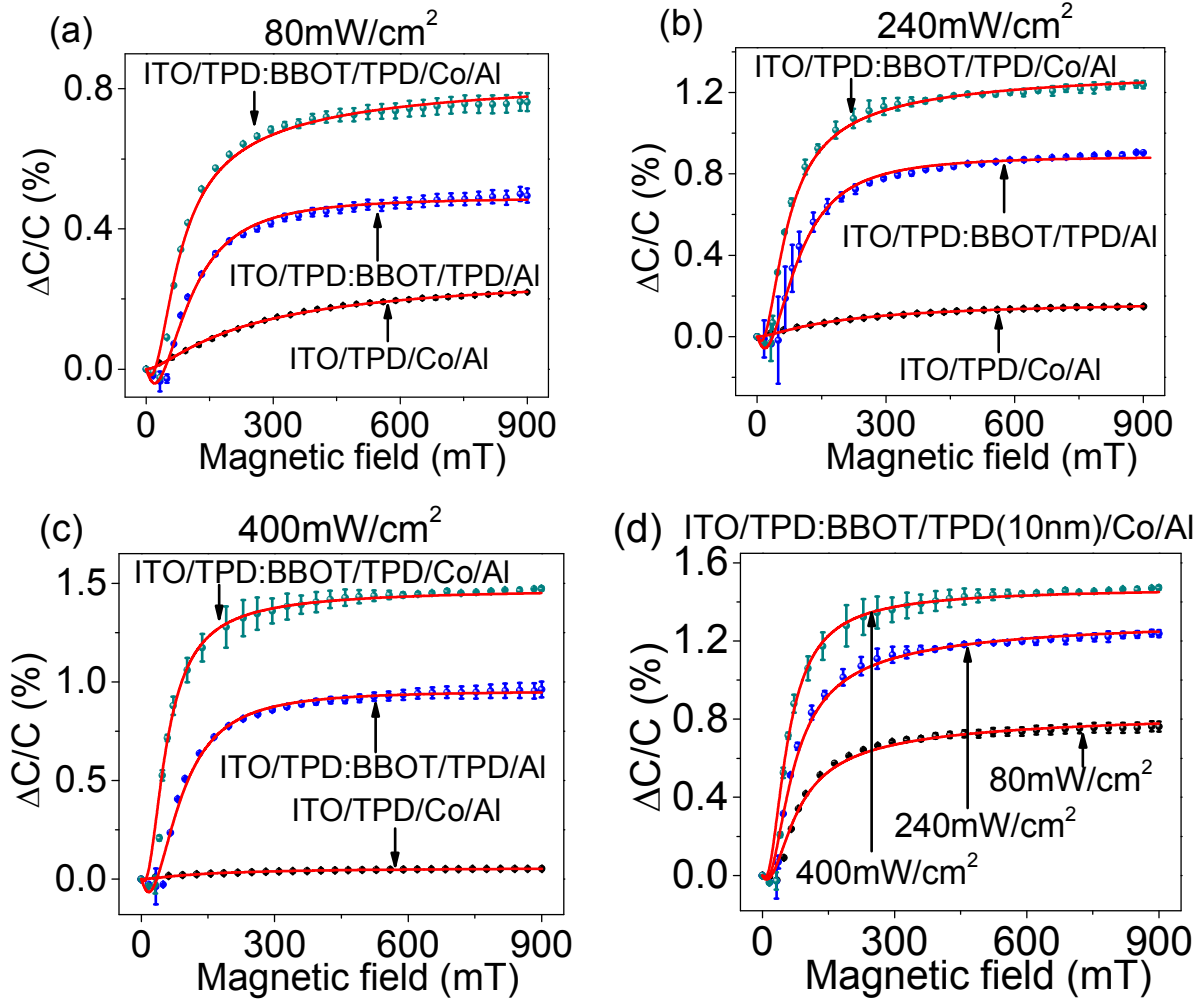 (a)
80mW/cm²
ITO/TPD:BBOT/TPD/Co/Al
0.8
0.4
0.0
ΔC/C (%)
ITO/TPD:BBOT/TPD/Al
ITO/TPD/Co/Al
0 300 600 900
Magnetic field (mT)
(b)
240mW/cm²
ITO/TPD:BBOT/TPD/Co/Al
1.2
0.8
0.4
0.0
ΔC/C (%)
ITO/TPD:BBOT/TPD/Al
ITO/TPD/Co/Al
0 300 600 900
Magnetic field (mT)
(c)
400mW/cm²
ITO/TPD:BBOT/TPD/Co/Al
1.5
1.0
0.5
0.0
ΔC/C (%)
ITO/TPD:BBOT/TPD/Al
ITO/TPD/Co/Al
0 300 600 900
Magnetic field (mT)
(d)
ITO/TPD:BBOT/TPD(10nm)/Co/Al
1.6
1.2
0.8
0.4
0.0
ΔC/C (%)
80mW/cm²
240mW/cm²
400mW/cm²
0 300 600 900
Magnetic field (mT)